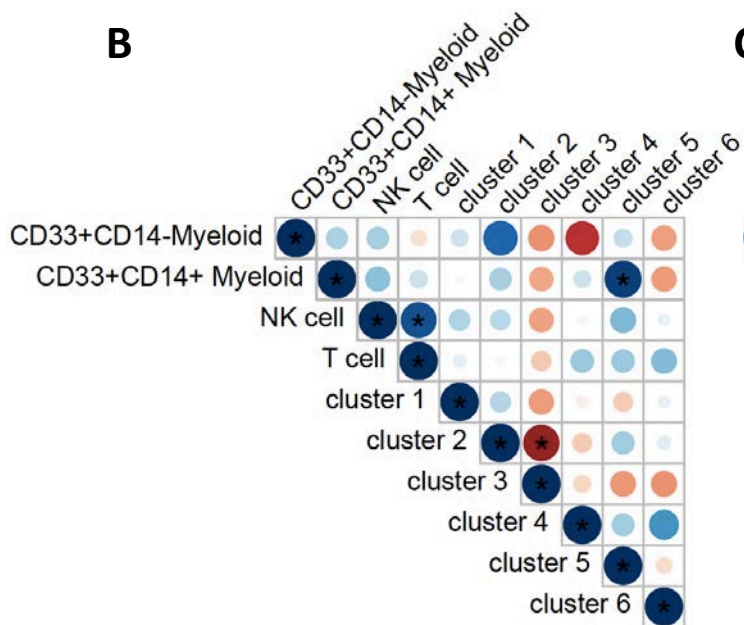 B
CD33+CD14-Myeloid
CD33+CD14+ Myeloid
NK cell
T cell
cluster 1
cluster 2
cluster 3
cluster 4
cluster 5
cluster 6
CD33+CD14-Myeloid *
CD33+CD14+ Myeloid * *
NK cell * *
T cell *
cluster 1 *
cluster 2 * *
cluster 3 *
cluster 4 *
cluster 5 *
cluster 6 *